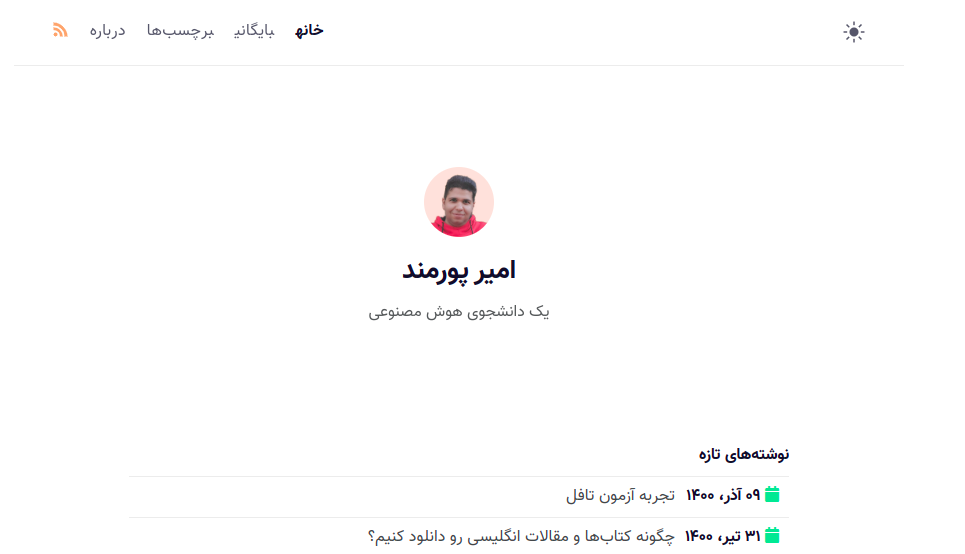 خانه بایگانی برچسب‌ها درباره
امیر پورمند
یک دانشجوی هوش مصنوعی
نوشته‌های تازه
۰۹ آذر، ۱۴۰۰ تجربه آزمون تافل
۳۱ تیر، ۱۴۰۰ چگونه کتاب‌ها و مقالات انگلیسی رو دانلود کنیم؟